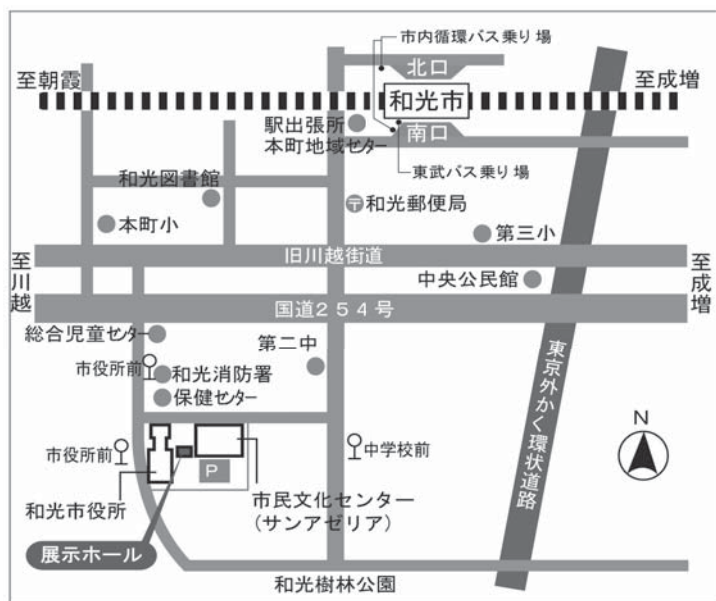 市内循環バス乗り場
北口
至朝霞
至成増
和光市
駅出張所
本町地域センター
南口
東武バス乗り場
和光図書館
〒和光郵便局
本町小
第三小
旧川越街道
至川越
至成増
中央公民館
国道254号
総合児童センター
第二中
市役所前
和光消防署
保健センター
東京外かく環状道路
N
市役所前
P
中学校前
和光市役所
市民文化センター
(サンアゼリア)
展示ホール
和光樹林公園